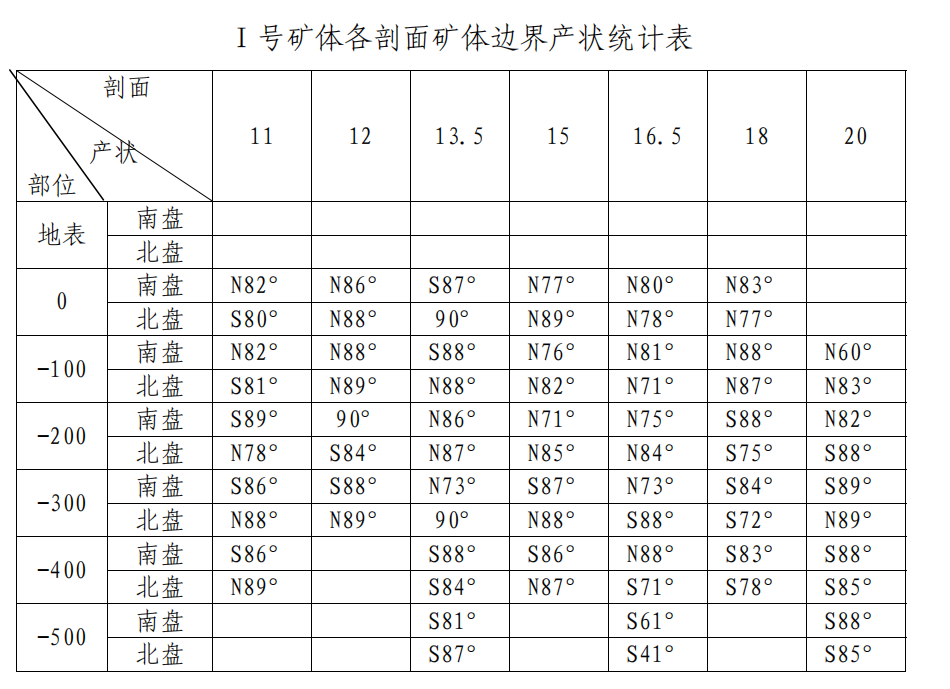 Ⅰ号矿体各剖面矿体边界产状统计表
剖面
产状
部位
11 12 13.5 15 16.5 18 20
地表
南盘
北盘
0
南盘 N82° N86° S87° N77° N80° N83°
北盘 S80° N88° 90° N89° N78° N77°
-100
南盘 N82° N88° S88° N76° N81° N88° N60°
北盘 S81° N89° N88° N82° N71° N87° N83°
-200
南盘 S89° 90° N86° N71° N75° S88° N82°
北盘 N78° S84° N87° N85° N84° S75° S88°
-300
南盘 S86° S88° N73° S87° N73° S84° S89°
北盘 N88° N89° 90° N88° S88° S72° N89°
-400
南盘 S86° S88° S86° N88° S83° S88°
北盘 N89° S84° N87° S71° S78° S85°
-500
南盘 S81° S61° S88°
北盘 S87° S41° S85°